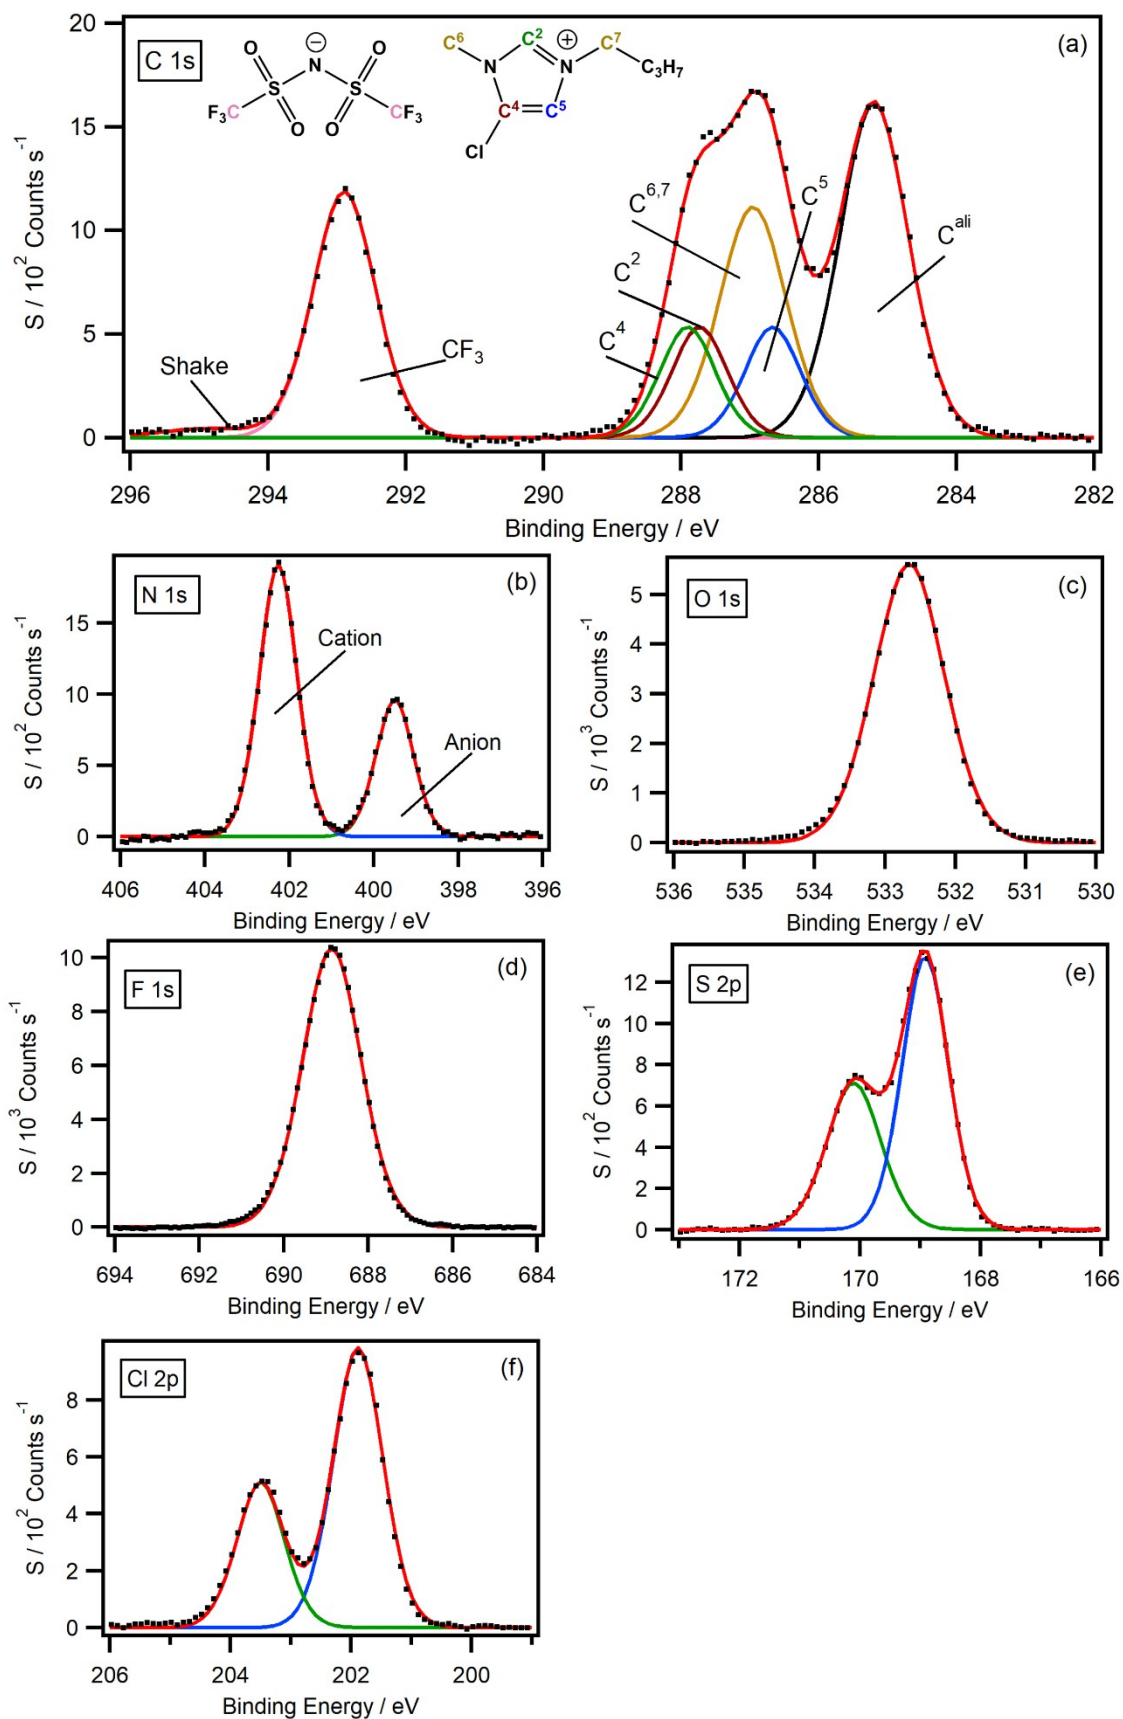 C 1s
(a)
⊖
O O
N
S S
F₃C CF₃
O O
C⁶ C² ⊕ C⁷
N N
C₃H₇
C⁴ C⁵
Cl
S / 10² Counts s⁻¹
20
15
10
5
0
Shake
CF₃
C⁴
C²
C⁶,⁷
C⁵
Cᵃˡⁱ
296 294 292 290 288 286 284 282
Binding Energy / eV
N 1s
(b)
S / 10² Counts s⁻¹
15
10
5
0
Cation
Anion
406 404 402 400 398 396
Binding Energy / eV
O 1s
(c)
S / 10³ Counts s⁻¹
5
4
3
2
1
0
536 535 534 533 532 531 530
Binding Energy / eV
F 1s
(d)
S / 10³ Counts s⁻¹
10
8
6
4
2
0
694 692 690 688 686 684
Binding Energy / eV
S 2p
(e)
S / 10² Counts s⁻¹
12
10
8
6
4
2
0
172 170 168 166
Binding Energy / eV
Cl 2p
(f)
S / 10² Counts s⁻¹
8
6
4
2
0
206 204 202 200
Binding Energy / eV